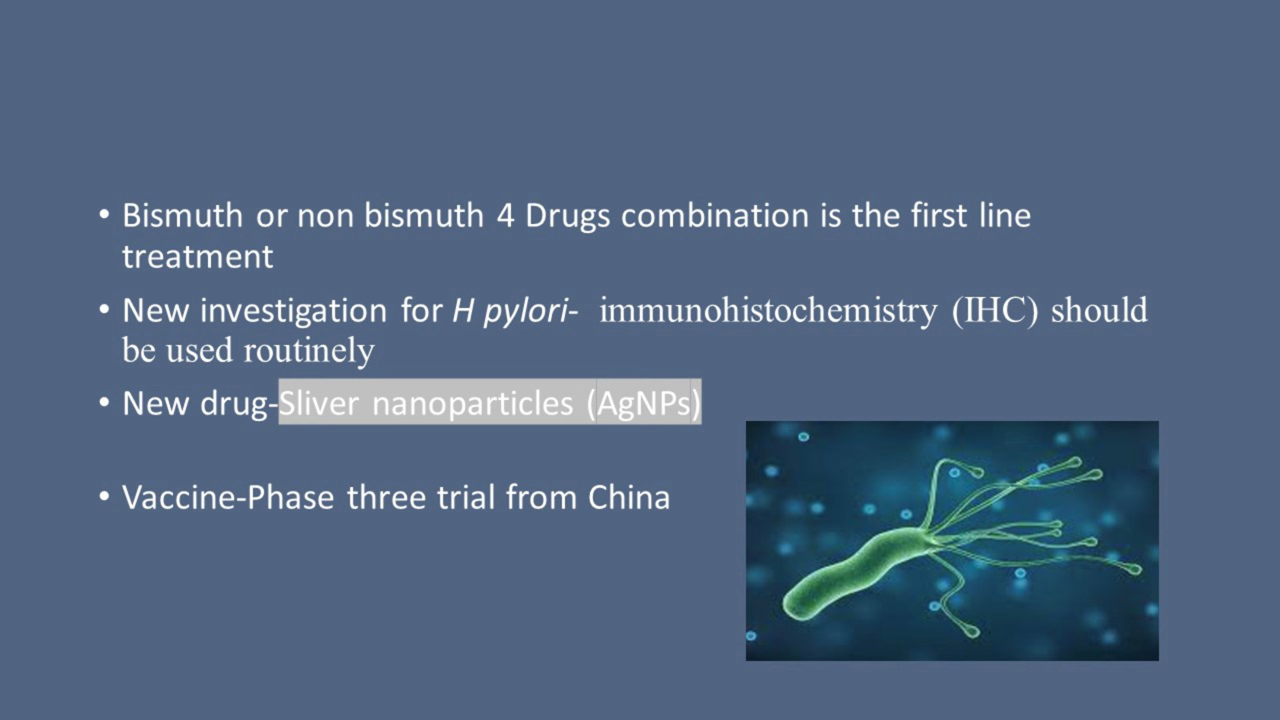 • Bismuth or non bismuth 4 Drugs combination is the first line
treatment
• New investigation for H pylori- immunohistochemistry (IHC) should
be used routinely
• New drug-Sliver nanoparticles (AgNPs)
• Vaccine-Phase three trial from China